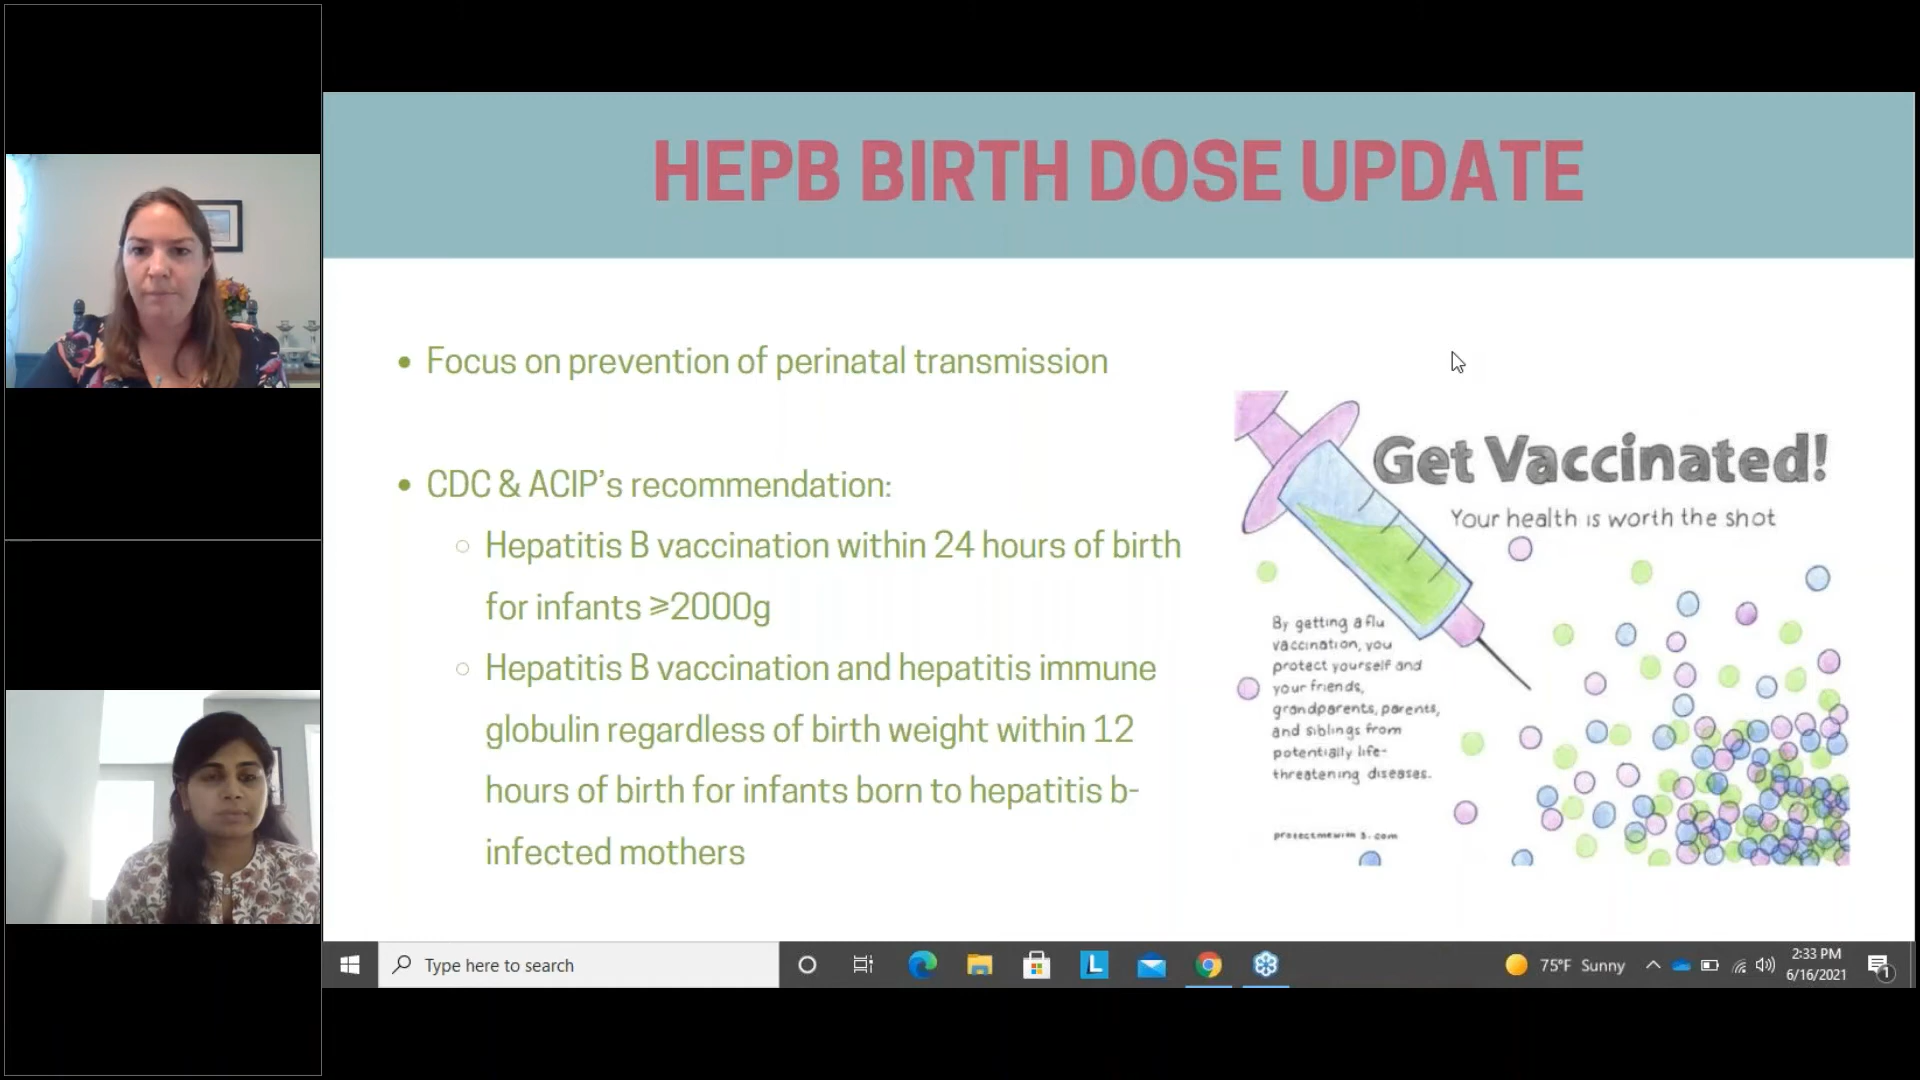 HEPB BIRTH DOSE UPDATE
• Focus on prevention of perinatal transmission
• CDC & ACIP's recommendation:
○ Hepatitis B vaccination within 24 hours of birth
for infants ≥2000g
○ Hepatitis B vaccination and hepatitis immune
globulin regardless of birth weight within 12
hours of birth for infants born to hepatitis b-
infected mothers
Get Vaccinated!
Your health is worth the shot
By getting a flu
vaccination, you
protect yourself and
your friends,
grandparents, parents,
and siblings from
potentially life-
threatening diseases.
protectmewith3.com
Type here to search
L
75°F Sunny
2:33 PM
6/16/2021
1